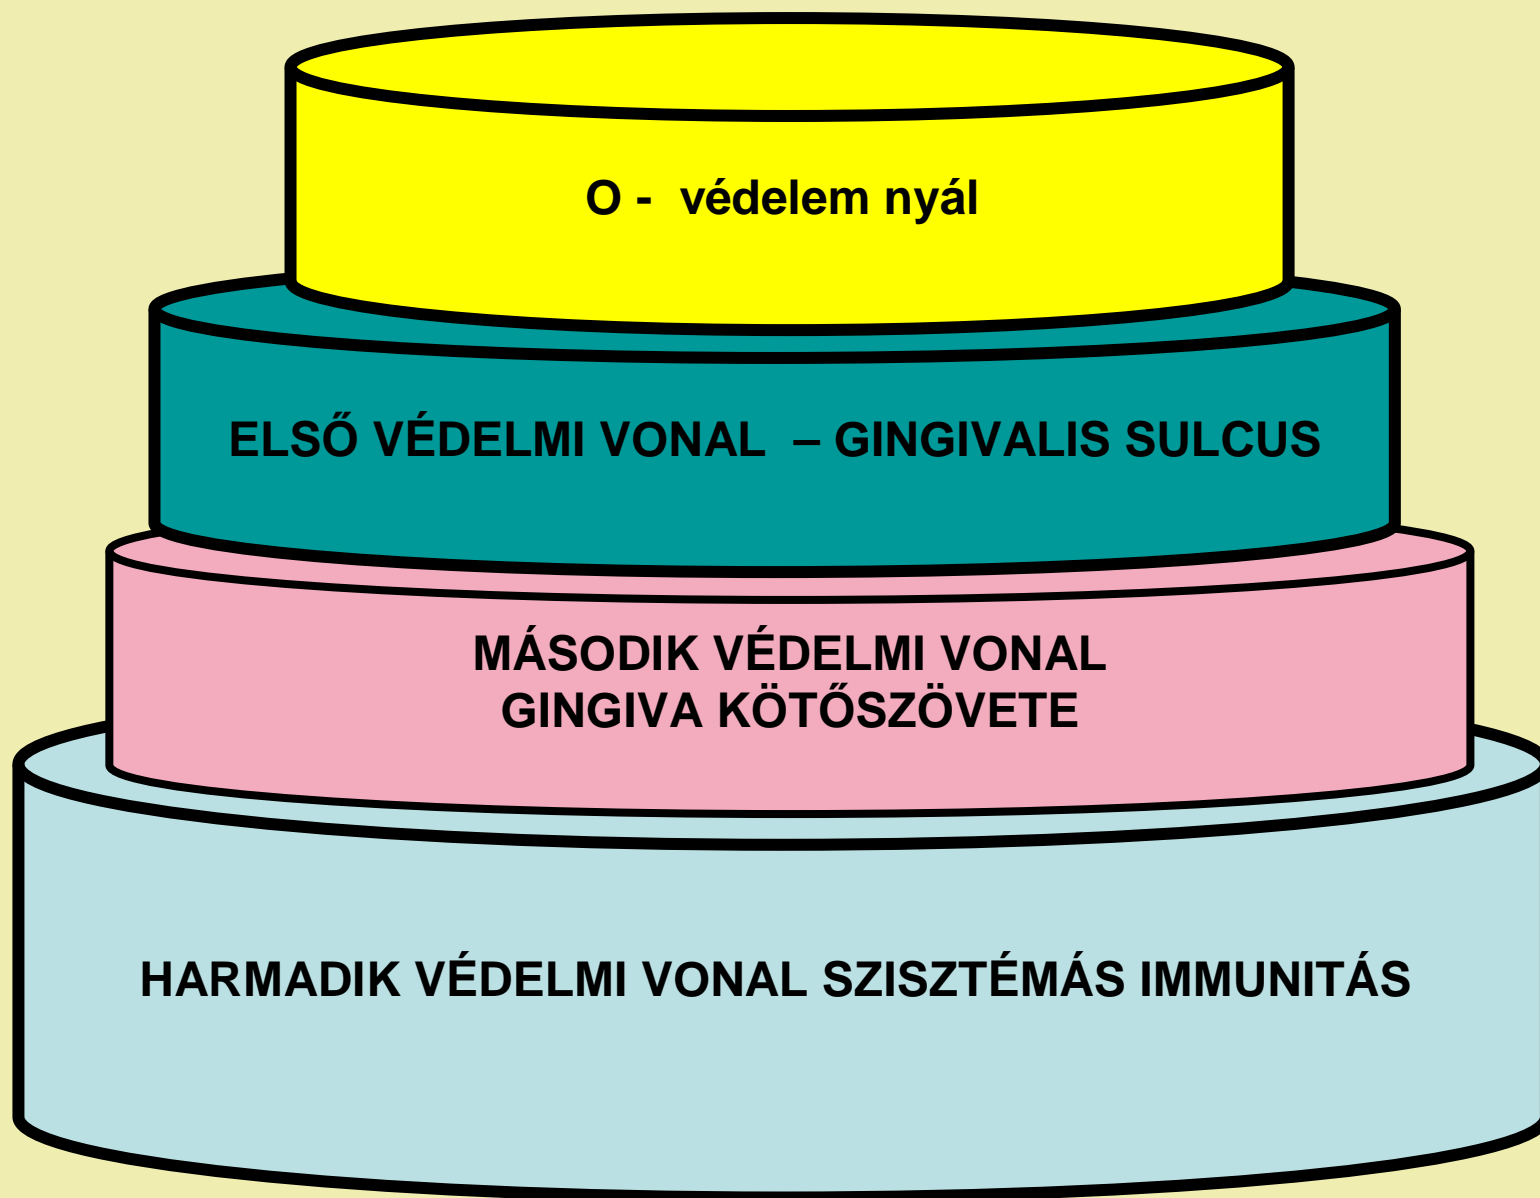 O - védelem nyál
ELSŐ VÉDELMI VONAL – GINGIVALIS SULCUS
MÁSODIK VÉDELMI VONAL
GINGIVA KÖTŐSZÖVETE
HARMADIK VÉDELMI VONAL SZISZTÉMÁS IMMUNITÁS